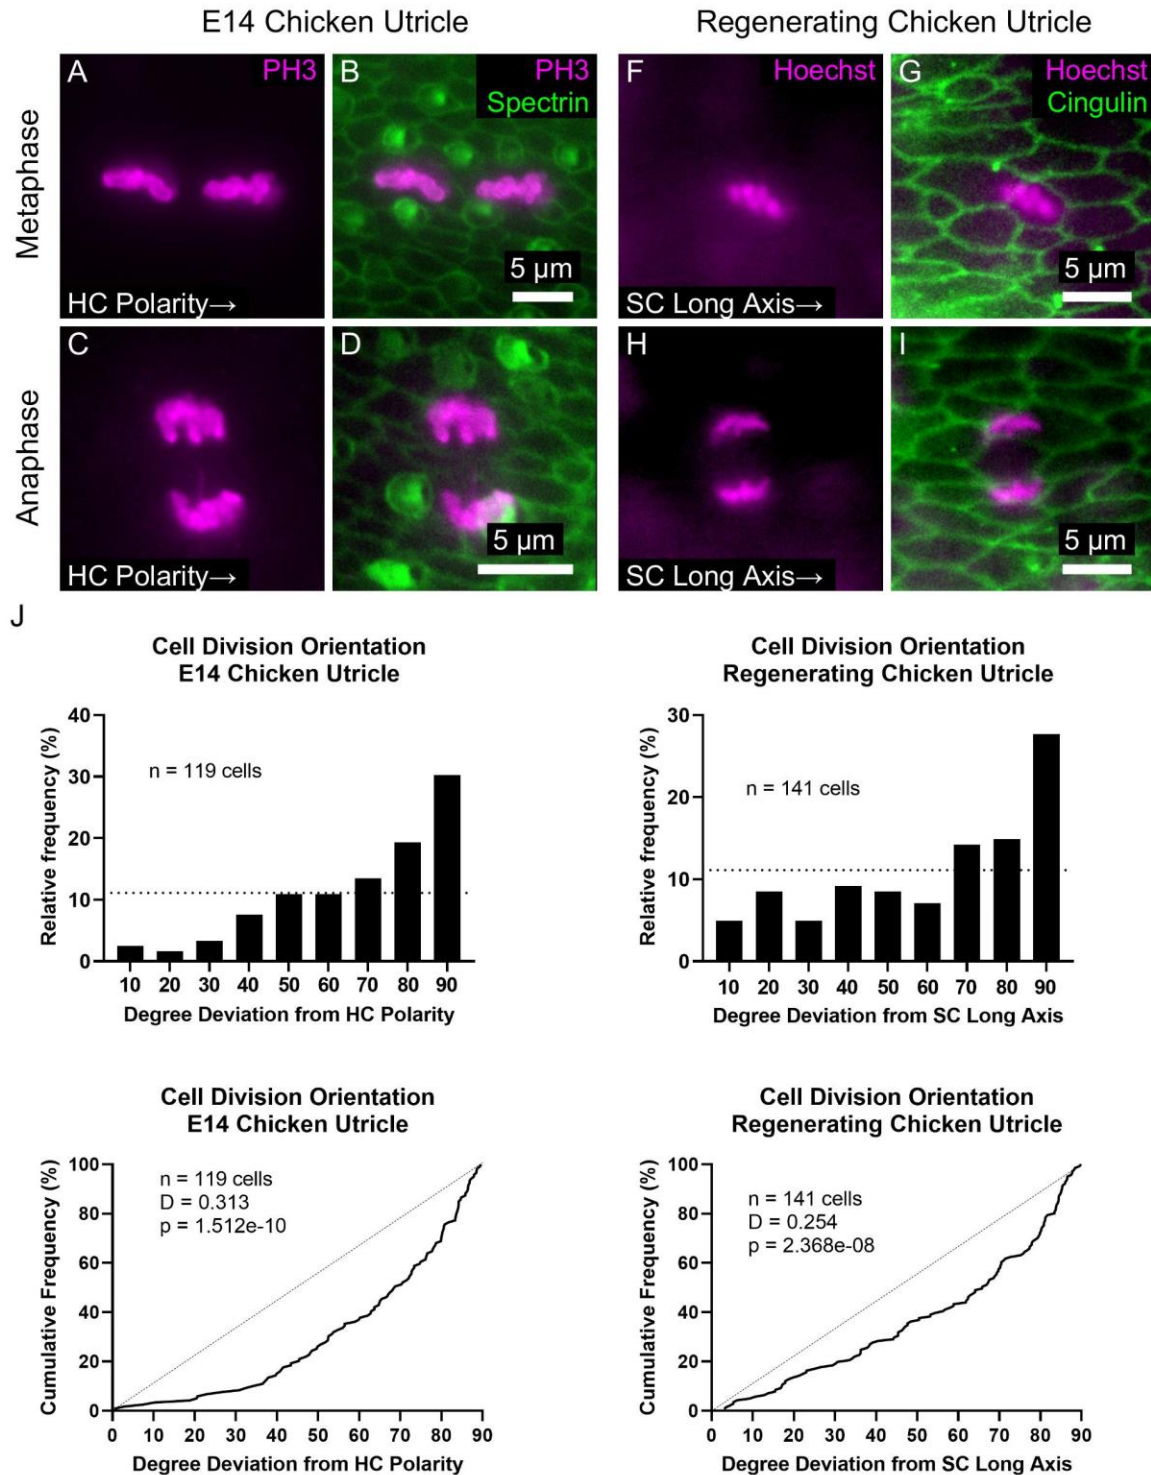 E14 Chicken Utricle
Regenerating Chicken Utricle
Metaphase
A
PH3
HC Polarity→
B
PH3
Spectrin
5 µm
F
Hoechst
SC Long Axis→
G
Hoechst
Cingulin
5 µm
Anaphase
C
HC Polarity→
D
5 µm
H
SC Long Axis→
I
5 µm
J
Cell Division Orientation
E14 Chicken Utricle
Relative frequency (%)
40
30
20
10
0
n = 119 cells
10 20 30 40 50 60 70 80 90
Degree Deviation from HC Polarity
Cell Division Orientation
Regenerating Chicken Utricle
Relative frequency (%)
30
20
10
0
n = 141 cells
10 20 30 40 50 60 70 80 90
Degree Deviation from SC Long Axis
Cell Division Orientation
E14 Chicken Utricle
Cumulative Frequency (%)
100
80
60
40
20
0
n = 119 cells
D = 0.313
p = 1.512e-10
0 10 20 30 40 50 60 70 80 90
Degree Deviation from HC Polarity
Cell Division Orientation
Regenerating Chicken Utricle
Cumulative Frequency (%)
100
80
60
40
20
0
n = 141 cells
D = 0.254
p = 2.368e-08
0 10 20 30 40 50 60 70 80 90
Degree Deviation from SC Long Axis